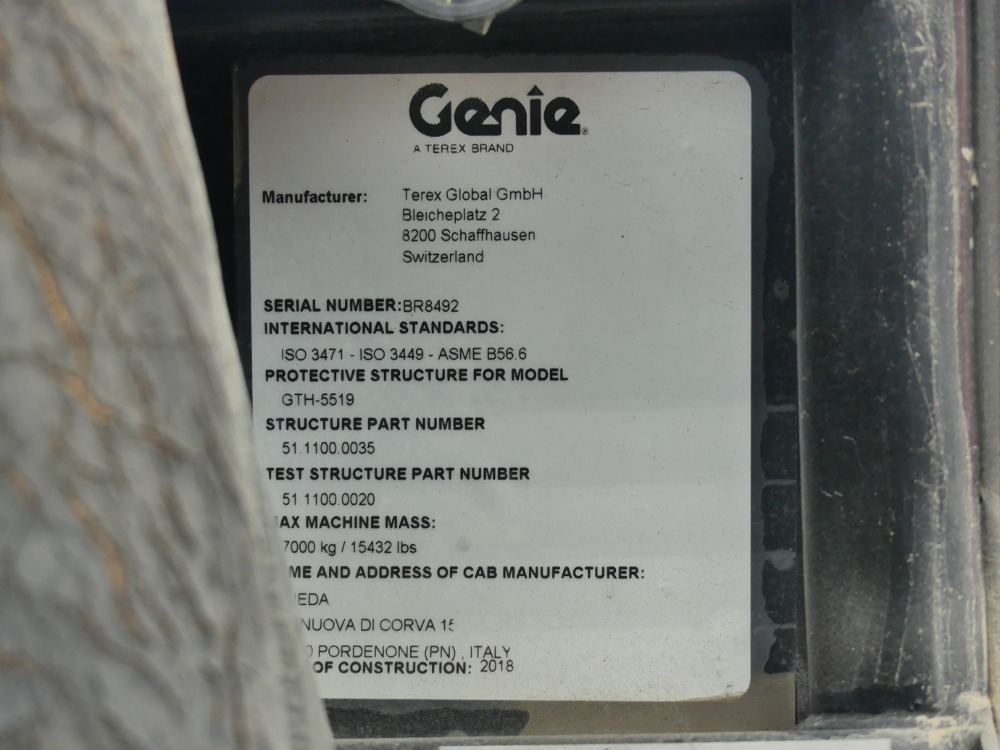 Genie
A TEREX BRAND
Manufacturer: Terex Global GmbH
Bleicheplatz 2
8200 Schaffhausen
Switzerland
SERIAL NUMBER: BR8492
INTERNATIONAL STANDARDS:
ISO 3471 - ISO 3449 - ASME B56.6
PROTECTIVE STRUCTURE FOR MODEL
GTH-5519
STRUCTURE PART NUMBER
51.1100.0035
TEST STRUCTURE PART NUMBER
51.1100.0020
AX MACHINE MASS:
7000 kg / 15432 lbs
ME AND ADDRESS OF CAB MANUFACTURER:
EDA
NUOVA DI CORVA
0 PORDENONE (PN) , ITALY
OF CONSTRUCTION: 2018